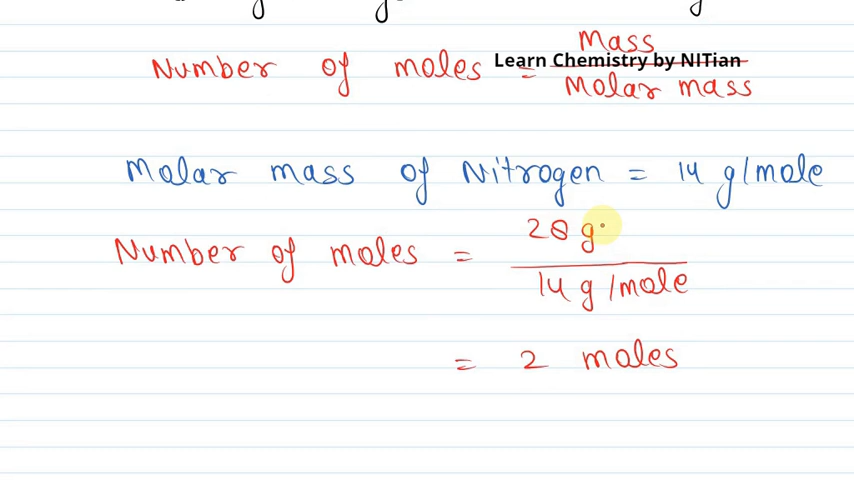 Number of moles = Mass / Molar mass
Learn Chemistry by NITian
Molar mass of Nitrogen = 14 g/mole
Number of moles = 28 g / 14 g/mole
= 2 moles